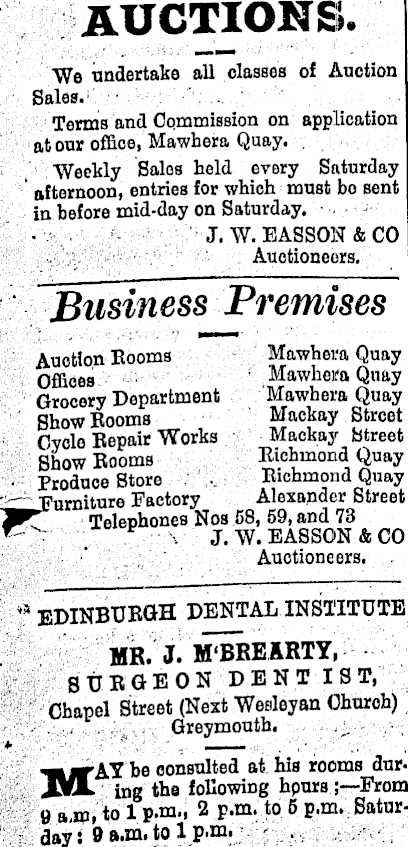 AUCTIONS.
We undertake all classes of Auction
Sales.
Terms and Commission on application
at our office, Mawhera Quay.
Weekly Sales held every Saturday
afternoon, entries for which must be sent
in before mid-day on Saturday.
J. W. EASSON & CO
Auctioneers.
Business Premises
Auction Rooms Mawhera Quay
Offices Mawhera Quay
Grocery Department Mawhera Quay
Show Rooms Mackay Street
Cycle Repair Works Mackay Street
Show Rooms Richmond Quay
Produce Store Richmond Quay
Furniture Factory Alexander Street
Telephones Nos 58, 59, and 73
J. W. EASSON & CO
Auctioneers.
EDINBURGH DENTAL INSTITUTE
MR. J. M'BREARTY,
SURGEON DENTIST,
Chapel Street (Next Wesleyan Church)
Greymouth.
MAY be consulted at his rooms dur-
ing the following hours :—From
9 a.m, to 1 p.m., 2 p.m. to 5 p.m. Satur-
day : 9 a.m. to 1 p.m.